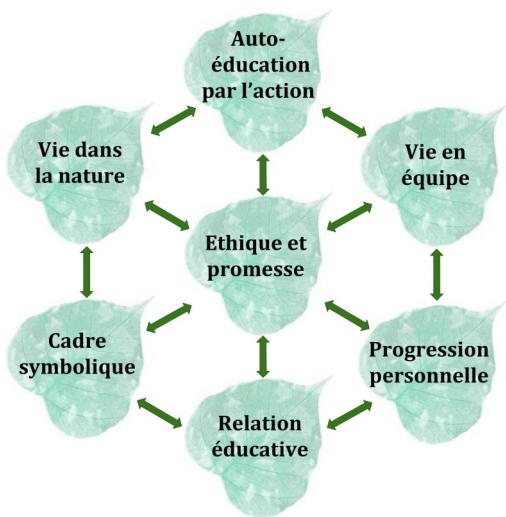 Auto-
éducation
par l'action
Vie dans
la nature
Vie en
équipe
Ethique et
promesse
Cadre
symbolique
Progression
personnelle
Relation
éducative